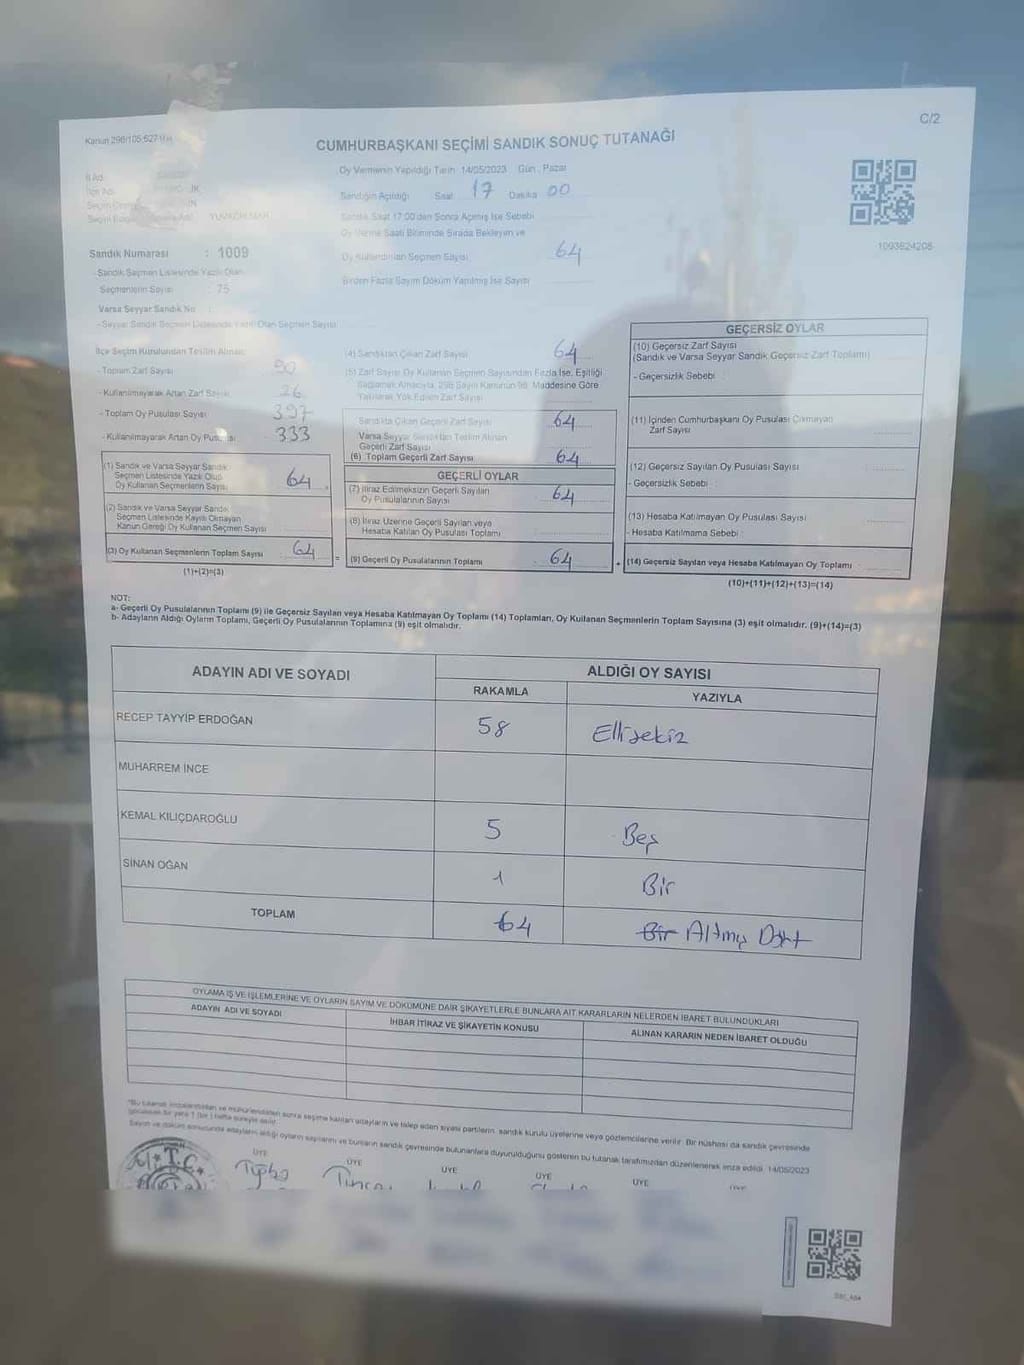 C/2
Kanun 298/105,527
CUMHURBAŞKANI SEÇİMİ SANDIK SONUÇ TUTANAĞI
Oy Vermenin Yapıldığı Tarih 14/05/2023 Gün : Pazar
İli Adı
İlçe Adı
Sandığın Açıldığı Saat 17 Dakika 00
Sandık Saat 17:00'den Sonra Açılmış İse Sebebi
Oy Verme Saati Bitiminde Sırada Bekleyen ve
Oy Kullandırılan Seçmen Sayısı 64
Birden Fazla Sayım Döküm Yapılmış İse Sayısı
1093624208
Sandık Numarası : 1009
- Sandık Seçmen Listesinde Yazılı Olan
Seçmenlerin Sayısı : 75
Varsa Seyyar Sandık No
- Seyyar Sandık Seçmen Listesinde Yazılı Olan Seçmen Sayısı
İlçe Seçim Kurulundan Teslim Alınan
- Toplam Zarf Sayısı 90
- Kullanılmayarak Artan Zarf Sayısı 26
- Toplam Oy Pusulası Sayısı 397
- Kullanılmayarak Artan Oy Pusulası 333
(1) Sandık ve Varsa Seyyar Sandık
Seçmen Listesinde Yazılı Olup
Oy Kullanan Seçmenlerin Sayısı 64
(2) Sandık ve Varsa Seyyar Sandık
Seçmen Listesinde Kayıtlı Olmayan
Kanun Gereği Oy Kullanan Seçmen Sayısı
(3) Oy Kullanan Seçmenlerin Toplam Sayısı 64 =
(1)+(2)=(3)
(4) Sandıktan Çıkan Zarf Sayısı 64
(5) Zarf Sayısı Oy Kullanan Seçmen Sayısından Fazla İse, Eşitliği
Sağlamak Amacıyla, 298 Sayılı Kanunun 98. Maddesine Göre
Yakılarak Yok Edilen Zarf Sayısı
Sandıkta Çıkan Geçerli Zarf Sayısı 64
Varsa Seyyar Sandıktan Teslim Alınan
Geçerli Zarf Sayısı
(6) Toplam Geçerli Zarf Sayısı 64
GEÇERLİ OYLAR
(7) İtiraz Edilmeksizin Geçerli Sayılan
Oy Pusulalarının Sayısı 64
(8) İtiraz Üzerine Geçerli Sayılan veya
Hesaba Katılan Oy Pusulası Toplamı
(9) Geçerli Oy Pusulalarının Toplamı 64 +
GEÇERSİZ OYLAR
(10) Geçersiz Zarf Sayısı
(Sandık ve Varsa Seyyar Sandık Geçersiz Zarf Toplamı)
- Geçersizlik Sebebi :
(11) İçinden Cumhurbaşkanı Oy Pusulası Çıkmayan
Zarf Sayısı
(12) Geçersiz Sayılan Oy Pusulası Sayısı
- Geçersizlik Sebebi :
(13) Hesaba Katılmayan Oy Pusulası Sayısı
- Hesaba Katılmama Sebebi :
(14) Geçersiz Sayılan veya Hesaba Katılmayan Oy Toplamı
(10)+(11)+(12)+(13)=(14)
NOT:
a- Geçerli Oy Pusulalarının Toplamı (9) ile Geçersiz Sayılan veya Hesaba Katılmayan Oy Toplamı (14) Toplamları, Oy Kullanan Seçmenlerin Toplam Sayısına (3) eşit olmalıdır. (9)+(14)=(3)
b- Adayların Aldığı Oyların Toplamı, Geçerli Oy Pusulalarının Toplamına (9) eşit olmalıdır.
ADAYIN ADI VE SOYADI ALDIĞI OY SAYISI
RAKAMLA YAZIYLA
RECEP TAYYİP ERDOĞAN 58 Ellisekiz
MUHARREM İNCE
KEMAL KILIÇDAROĞLU 5 Beş
SİNAN OĞAN 1 Bir
TOPLAM 64 Bir Altmış Dört
OYLAMA İŞ VE İŞLEMLERİNE VE OYLARIN SAYIM VE DÖKÜMÜNE DAİR ŞİKAYETLERLE BUNLARA AİT KARARLARIN NELERDEN İBARET BULUNDUKLARI
ADAYIN ADI VE SOYADI İHBAR İTİRAZ VE ŞİKAYETİN KONUSU ALINAN KARARIN NEDEN İBARET OLDUĞU
*Bu tutanak imzalandıktan ve mühürlendikten sonra seçime katılan adayların ve talep eden siyasi partilerin, sandık kurulu üyelerine veya gözlemcilerine verilir. Bir nüshası da sandık çevresinde
görülecek bir yere 1 (bir) hafta süreyle asılır.
Sayım ve döküm sonucunda adayların aldığı oyların sayılarını ve bunların sandık çevresinde bulunanlara duyurulduğunu gösteren bu tutanak tarafımızdan düzenlenerek imza edildi. 14/05/2023
T.C.
ÜYE ÜYE ÜYE ÜYE ÜYE
Tuğba